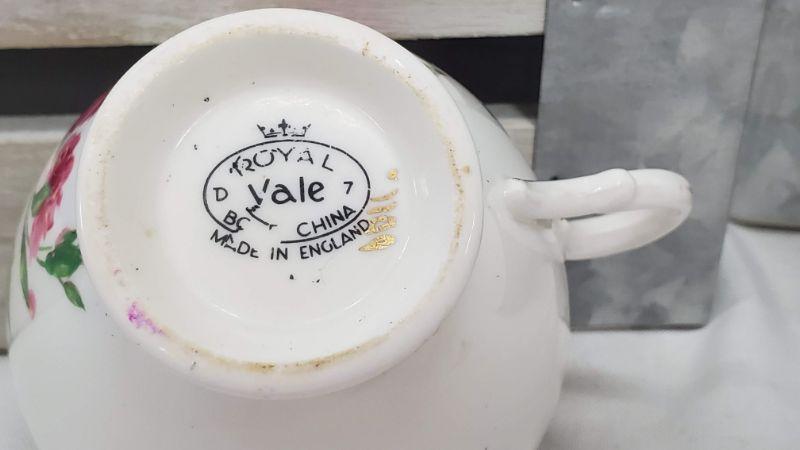 ROYAL
D Vale 7
CHINA
MADE IN ENGLAND